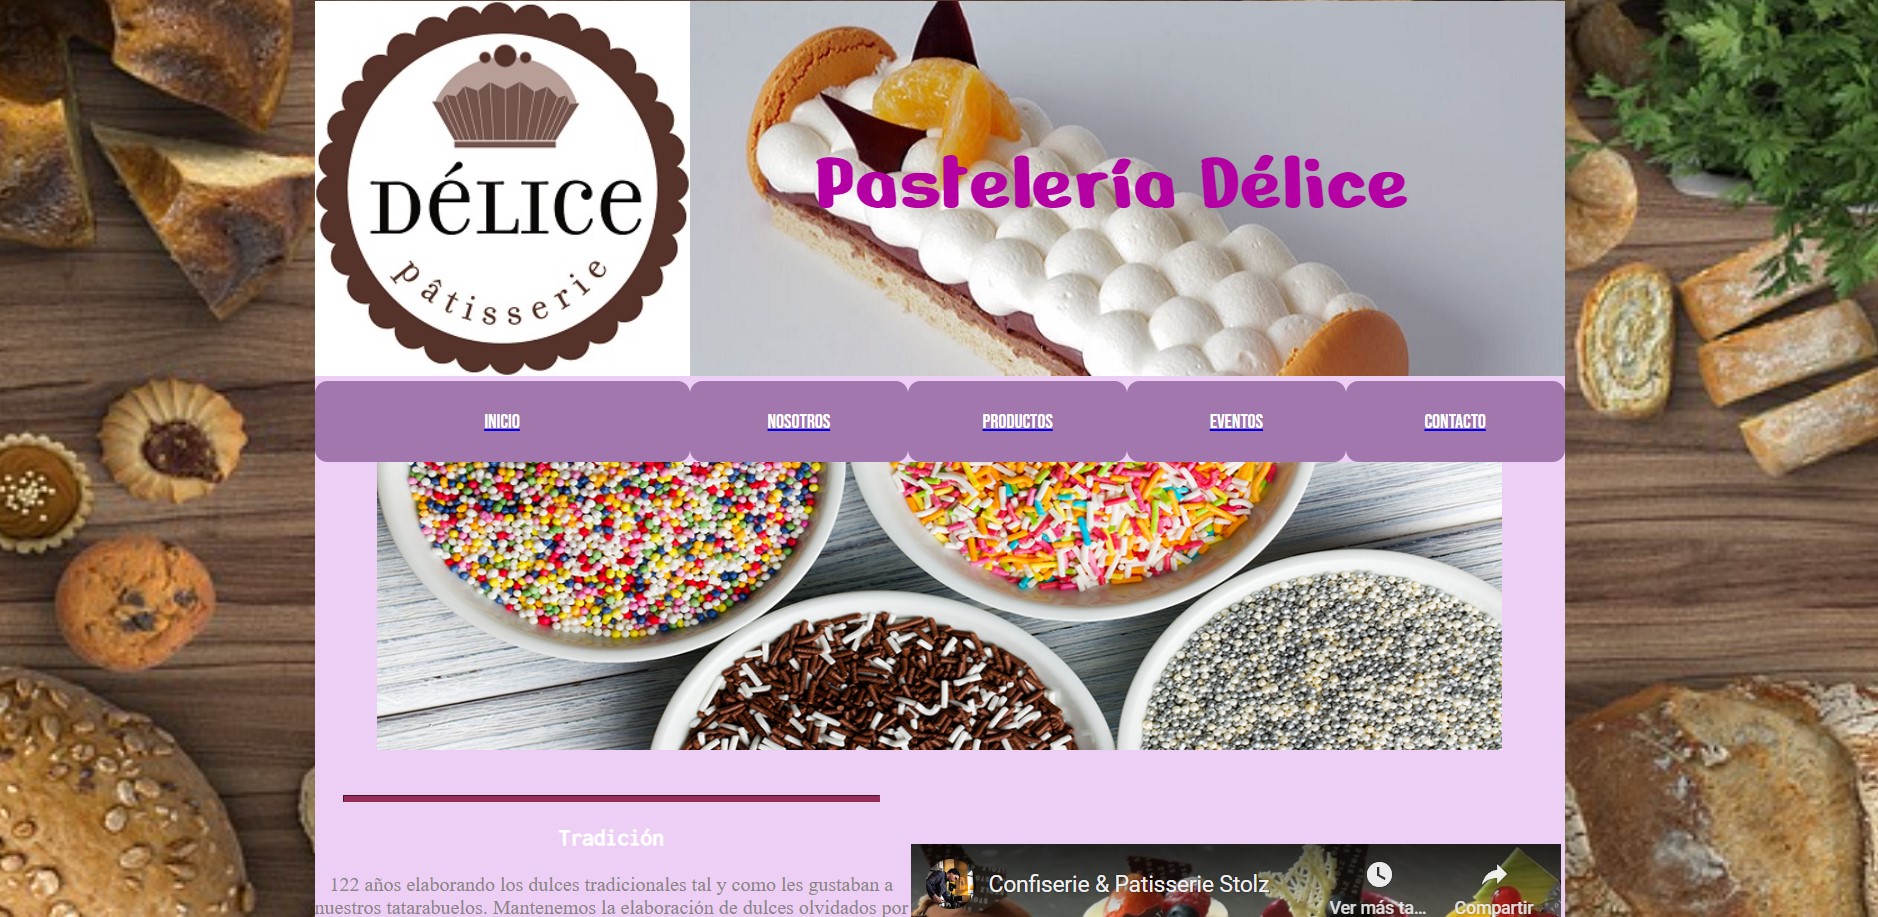 DéLICE
pâtisserie
Pastelería Délice
INICIO NOSOTROS PRODUCTOS EVENTOS CONTACTO
Tradición
122 años elaborando los dulces tradicionales tal y como les gustaban a
nuestros tatarabuelos. Mantenemos la elaboración de dulces olvidados por
Confiserie & Patisserie Stolz
Ver más ta... Compartir